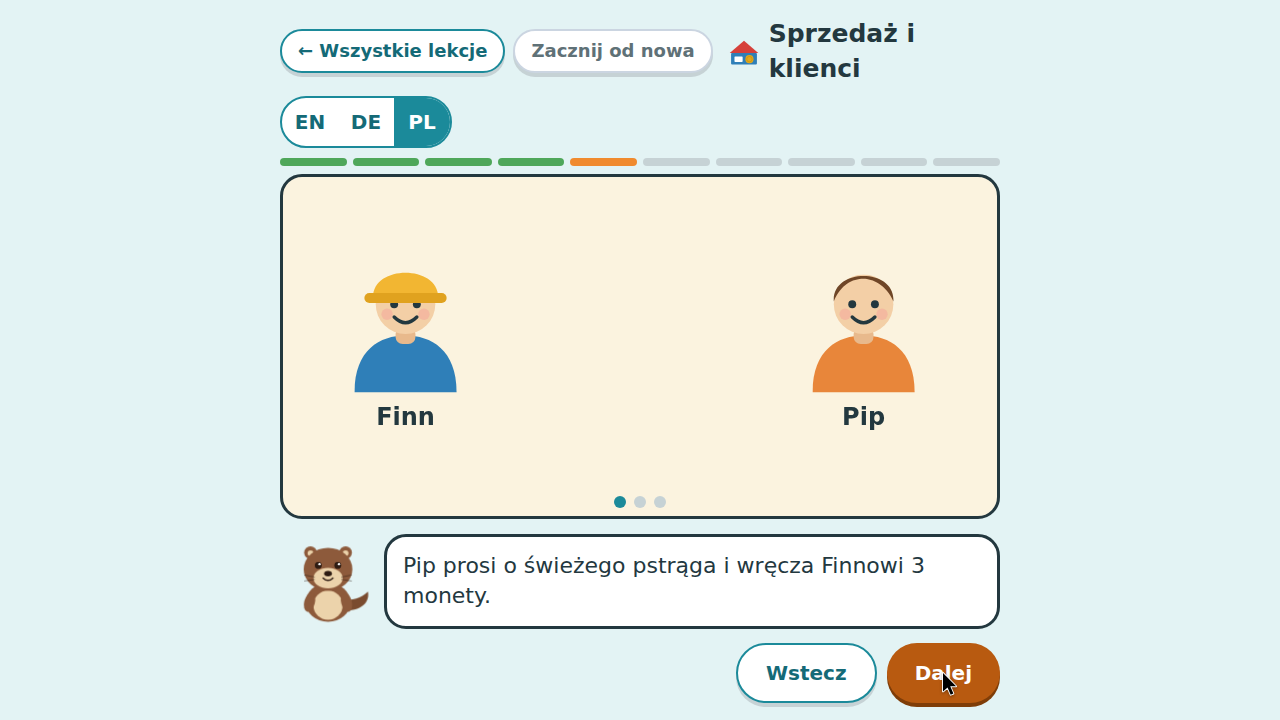 ← Wszystkie lekcje
Zacznij od nowa
Sprzedaż i
klienci
EN DE PL
Finn
Pip
Pip prosi o świeżego pstrąga i wręcza Finnowi 3
monety.
Wstecz
Dalej